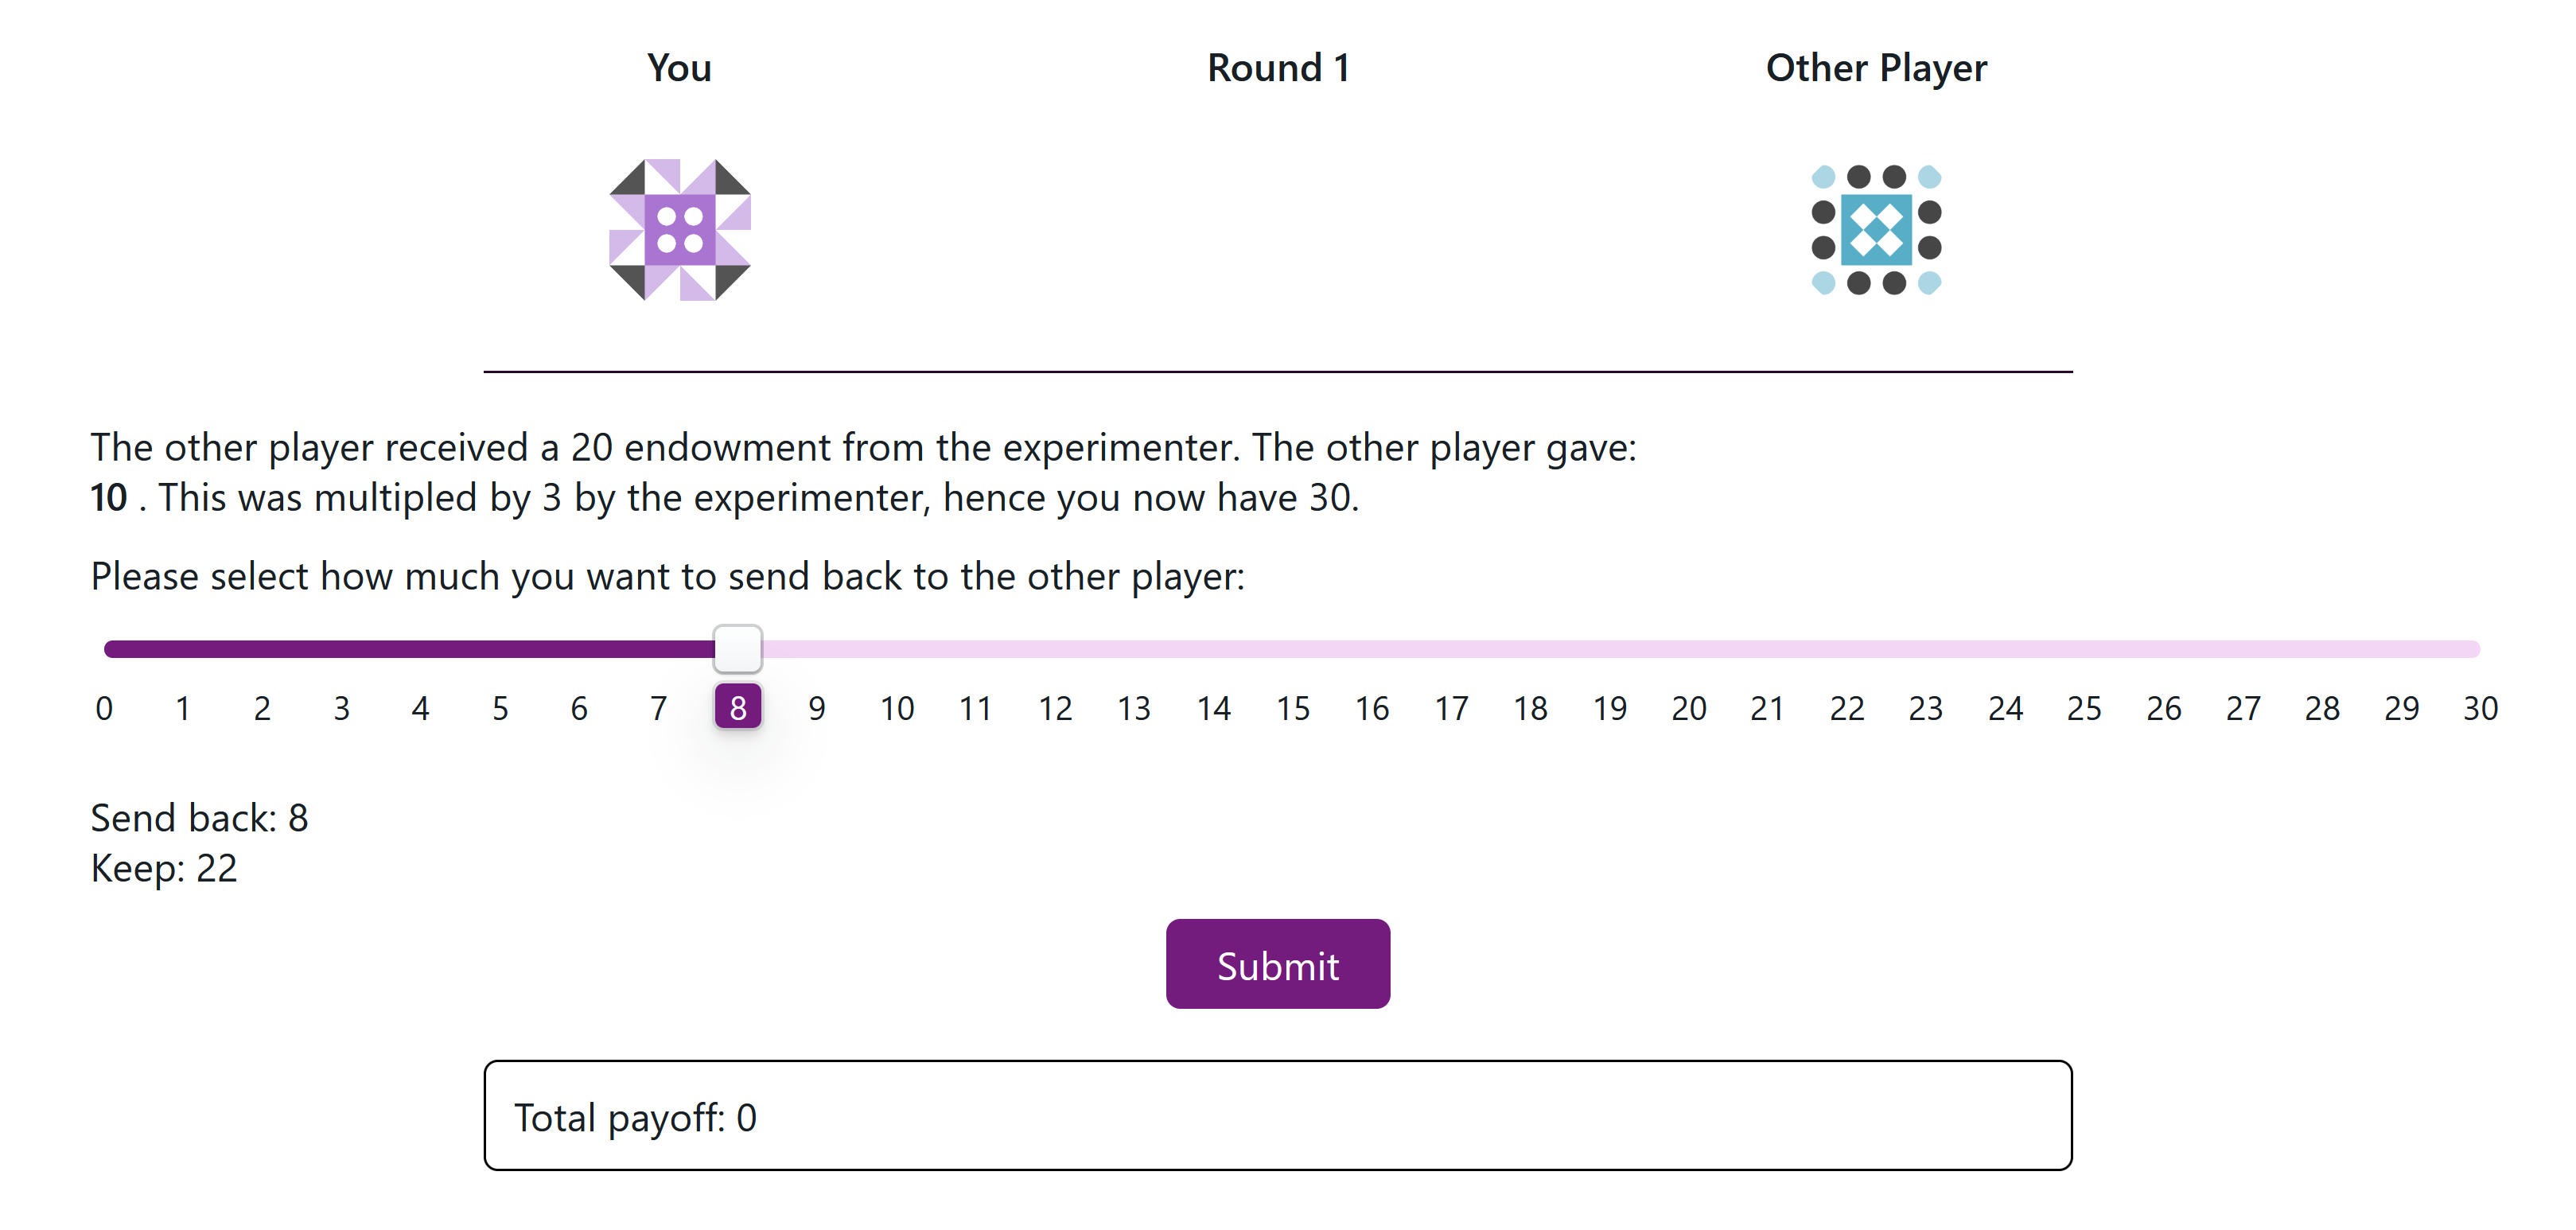 You Round 1 Other Player
The other player received a 20 endowment from the experimenter. The other player gave:
10 . This was multipled by 3 by the experimenter, hence you now have 30.
Please select how much you want to send back to the other player:
0 1 2 3 4 5 6 7 8 9 10 11 12 13 14 15 16 17 18 19 20 21 22 23 24 25 26 27 28 29 30
Send back: 8
Keep: 22
Submit
Total payoff: 0